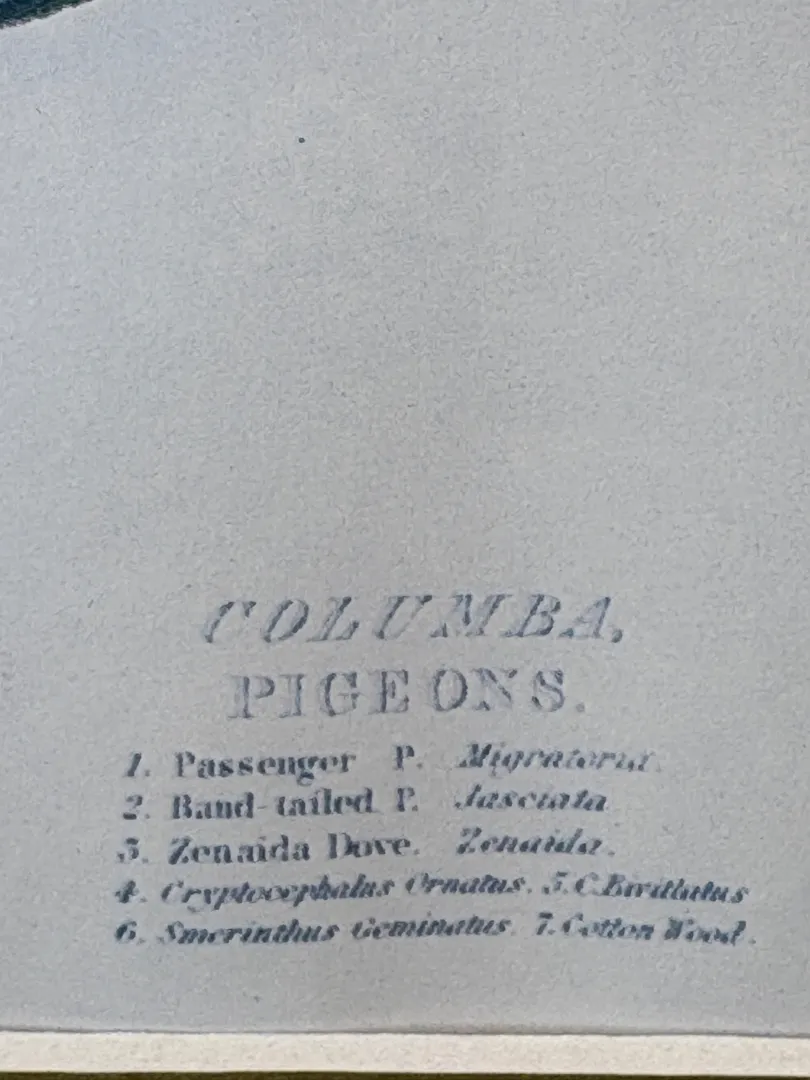 COLUMBA,
PIGEONS.
1. Passenger P. Migratoria.
2. Band-tailed P. Fasciata
3. Zenaida Dove. Zenaida.
4. Cryptocephalus Ornatus. 5. C. Bivittatus
6. Smerinthus Geminatus. 7. Cotton Wood.